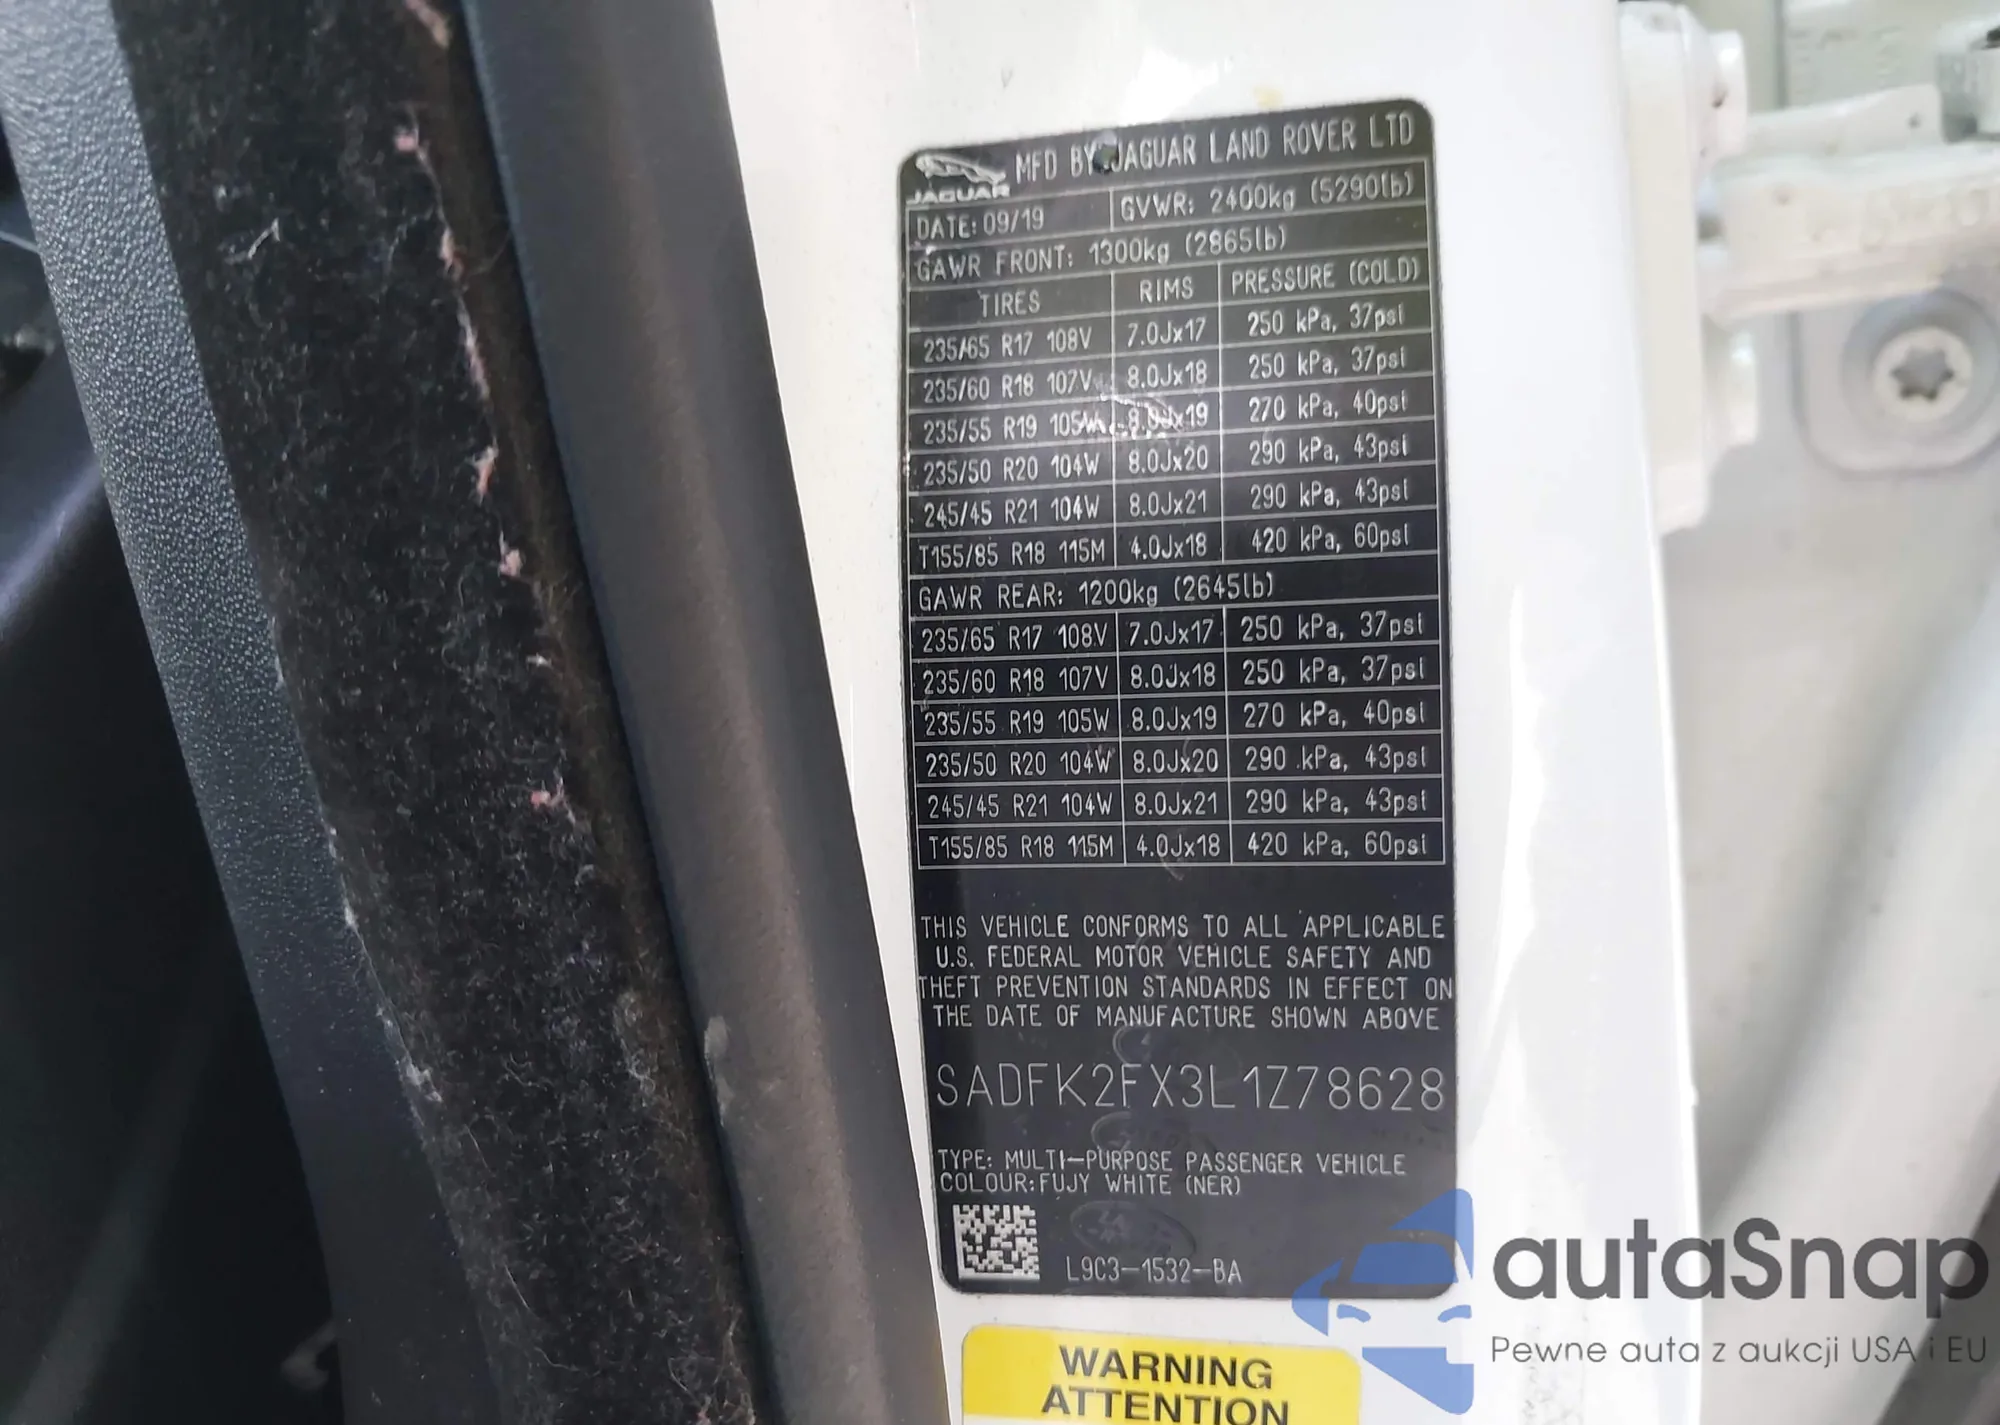 JAGUAR
MFD BY JAGUAR LAND ROVER LTD
DATE: 09/19 GVWR: 2400kg (5290lb)
GAWR FRONT: 1300kg (2865lb)
TIRES RIMS PRESSURE (COLD)
235/65 R17 108V 7.0Jx17 250 kPa, 37psi
235/60 R18 107V 8.0Jx18 250 kPa, 37psi
235/55 R19 105W 8.0Jx19 270 kPa, 40psi
235/50 R20 104W 8.0Jx20 290 kPa, 43psi
245/45 R21 104W 8.0Jx21 290 kPa, 43psi
T155/85 R18 115M 4.0Jx18 420 kPa, 60psi
GAWR REAR: 1200kg (2645lb)
235/65 R17 108V 7.0Jx17 250 kPa, 37psi
235/60 R18 107V 8.0Jx18 250 kPa, 37psi
235/55 R19 105W 8.0Jx19 270 kPa, 40psi
235/50 R20 104W 8.0Jx20 290 kPa, 43psi
245/45 R21 104W 8.0Jx21 290 kPa, 43psi
T155/85 R18 115M 4.0Jx18 420 kPa, 60psi
THIS VEHICLE CONFORMS TO ALL APPLICABLE
U.S. FEDERAL MOTOR VEHICLE SAFETY AND
THEFT PREVENTION STANDARDS IN EFFECT ON
THE DATE OF MANUFACTURE SHOWN ABOVE
SADFK2FX3L1Z78628
TYPE: MULTI-PURPOSE PASSENGER VEHICLE
COLOUR:FUJY WHITE (NER)
L9C3-1532-BA
WARNING
ATTENTION
autaSnap
Pewne auta z aukcji USA i EU